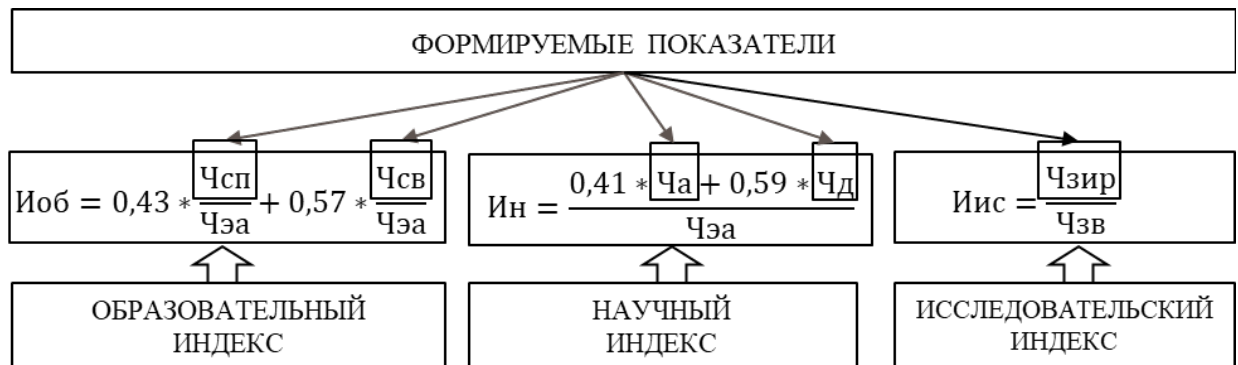 ФОРМИРУЕМЫЕ ПОКАЗАТЕЛИ
Иоб = 0,43 * Чсп/Чэа + 0,57 * Чсв/Чэа
Ин = (0,41 * Ча + 0,59 * Чд)/Чэа
Иис = Чзир/Чзв
ОБРАЗОВАТЕЛЬНЫЙ
ИНДЕКС
НАУЧНЫЙ
ИНДЕКС
ИССЛЕДОВАТЕЛЬСКИЙ
ИНДЕКС